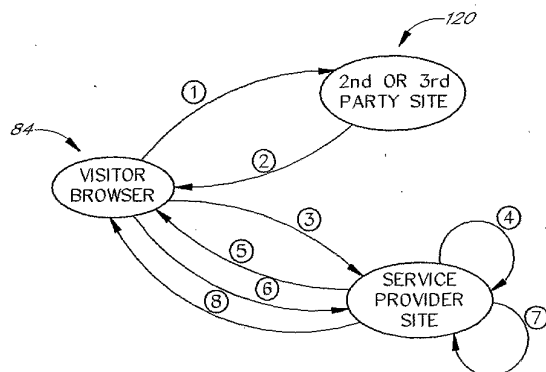 120
①
2nd OR 3rd
PARTY SITE
84
②
VISITOR
BROWSER
③
④
⑤
⑥
SERVICE
PROVIDER
SITE
⑧
⑦